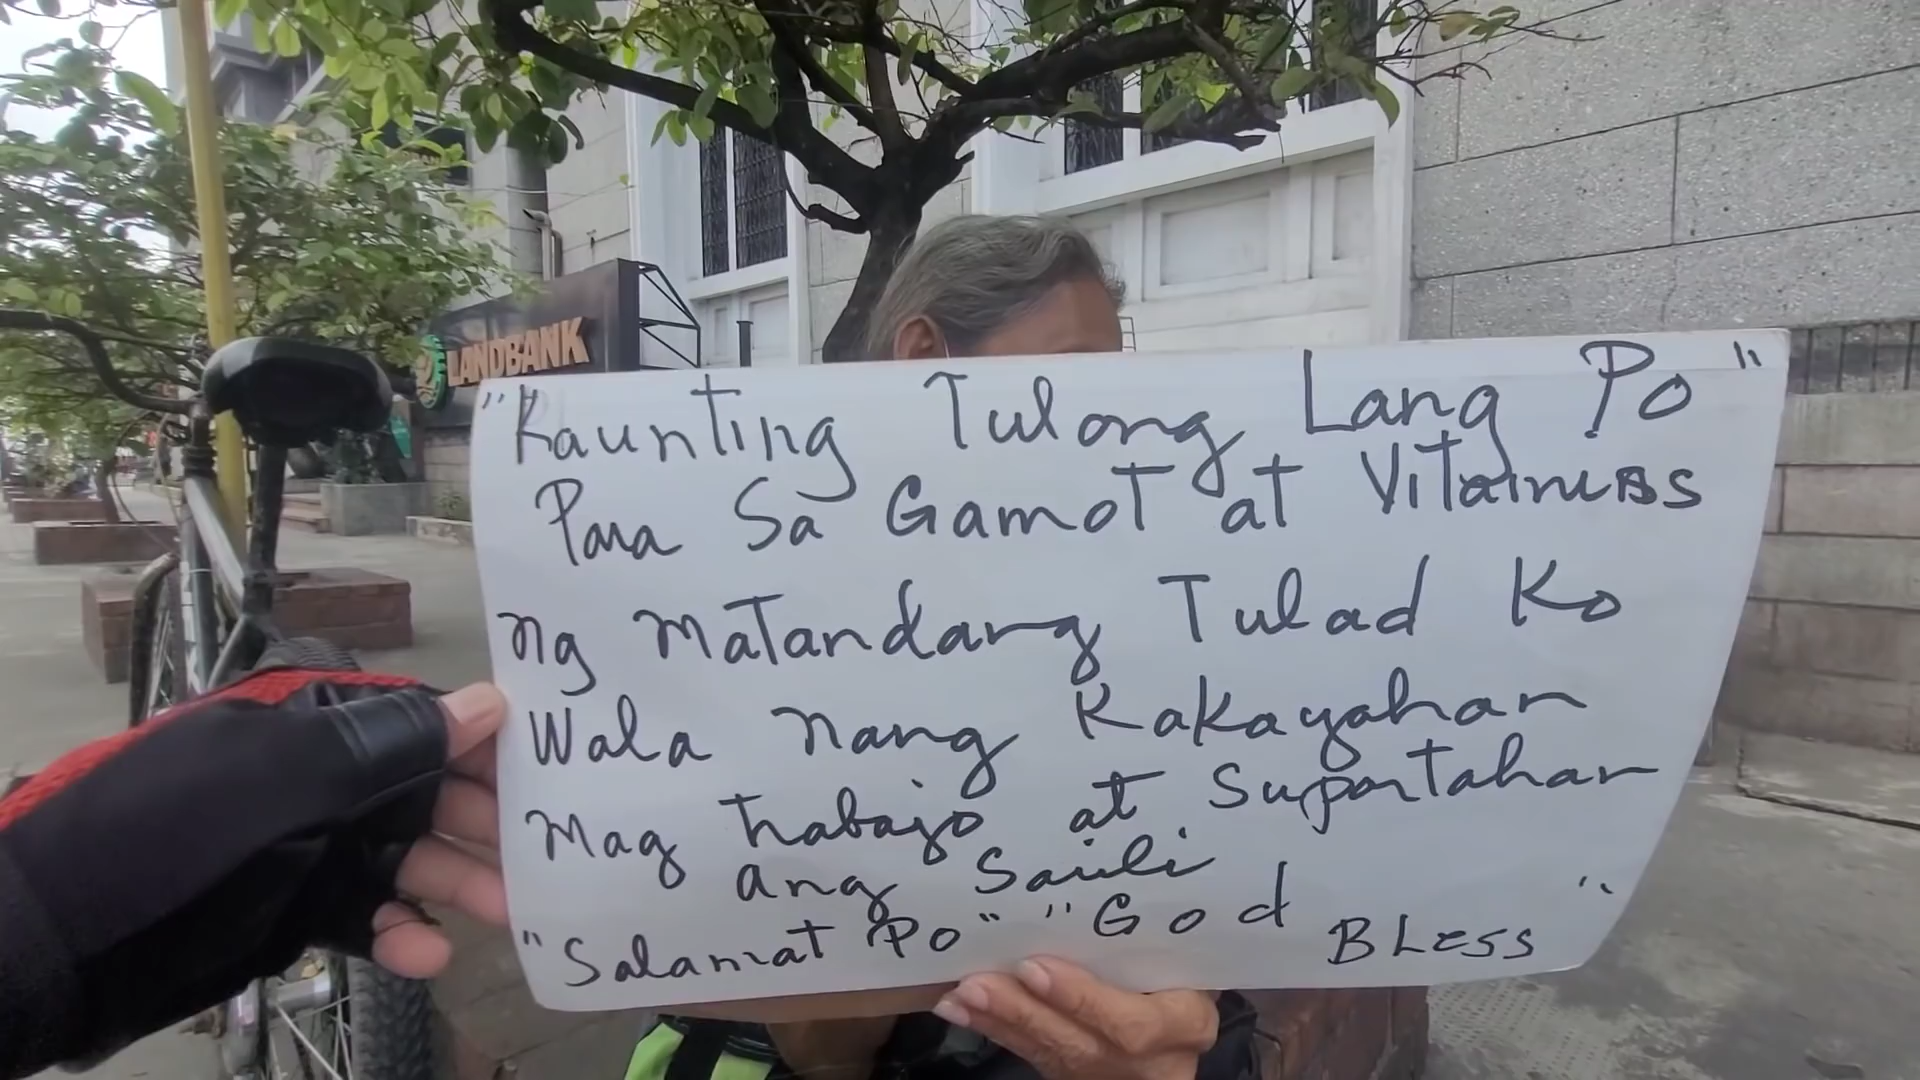 LANDBANK
"Kaunting Tulong Lang Po"
Para Sa Gamot at Vitamins
ng matandang Tulad Ko
Wala nang Kakayahan
mag trabajo at Suportahan
ang Sarili
"Salamat Po" "God BLESS"